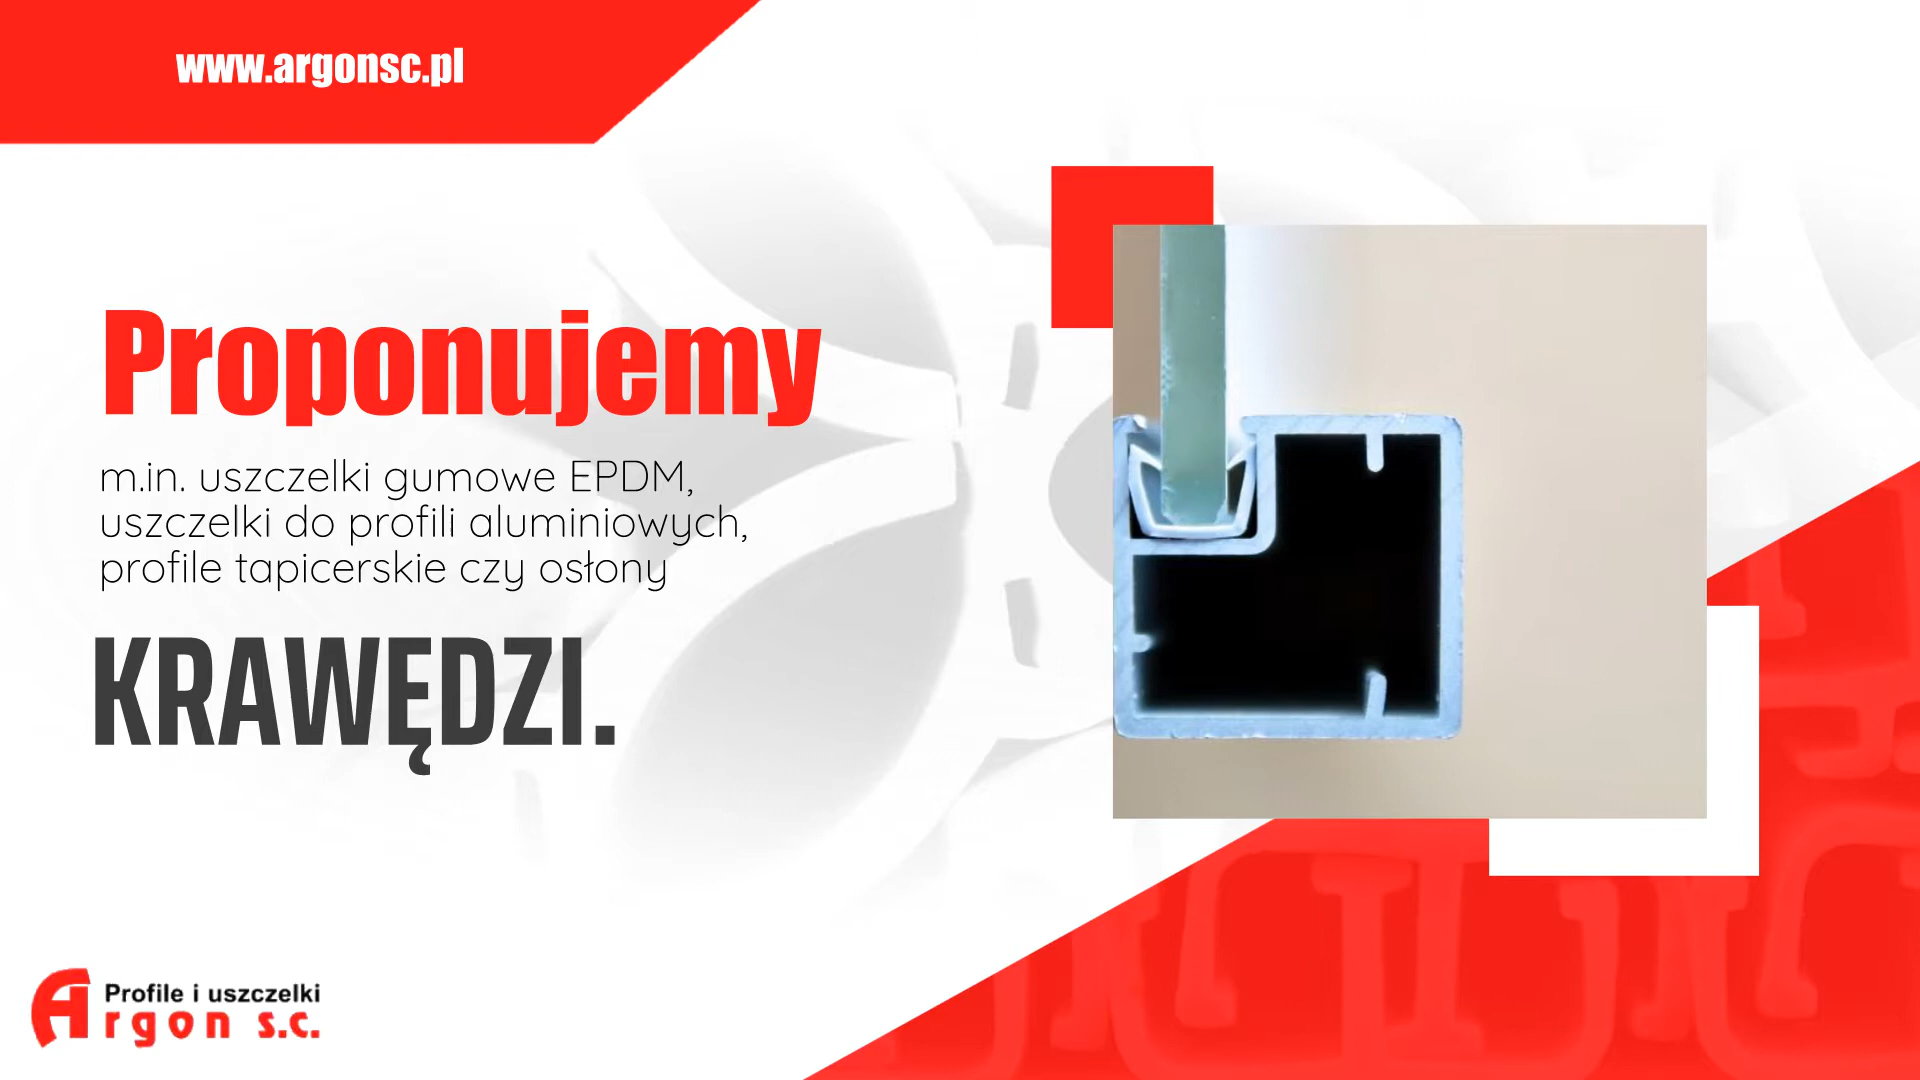 www.argonsc.pl
Proponujemy
m.in. uszczelki gumowe EPDM,
uszczelki do profili aluminiowych,
profile tapicerskie czy osłony
KRAWĘDZI.
Profile i uszczelki
Argon s.c.